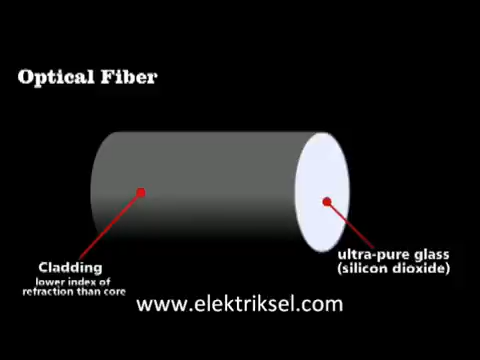 Optical Fiber
ultra-pure glass
(silicon dioxide)
Cladding
lower index of
refraction than core
www.elektriksel.com